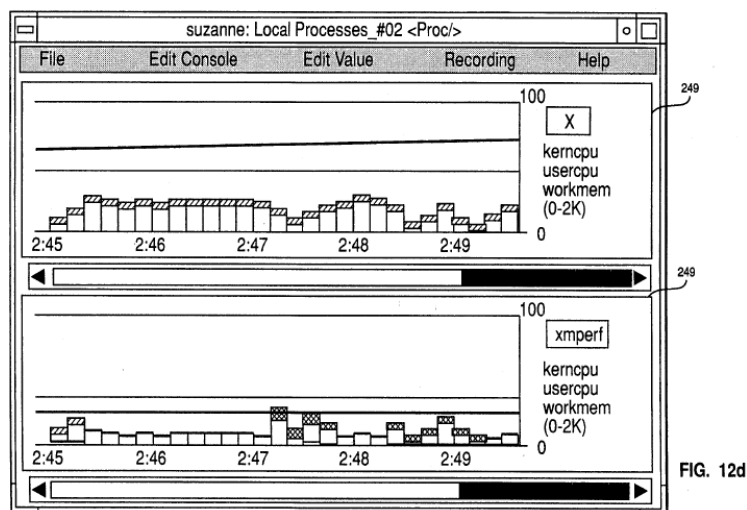 suzanne: Local Processes_#02 <Proc/>
File Edit Console Edit Value Recording Help
249
100
X
kerncpu
usercpu
workmem
(0-2K)
0
2:45 2:46 2:47 2:48 2:49
249
100
xmperf
kerncpu
usercpu
workmem
(0-2K)
0
2:45 2:46 2:47 2:48 2:49
FIG. 12d